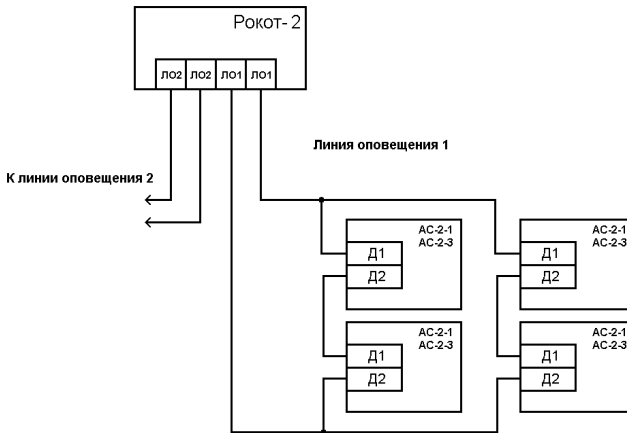 Рокот- 2
ЛО2 ЛО2 ЛО1 ЛО1
Линия оповещения 1
К линии оповещения 2
АС-2-1
АС-2-3
Д1
Д2
АС-2-1
АС-2-3
Д1
Д2
АС-2-1
АС-2-3
Д1
Д2
АС-2-1
АС-2-3
Д1
Д2